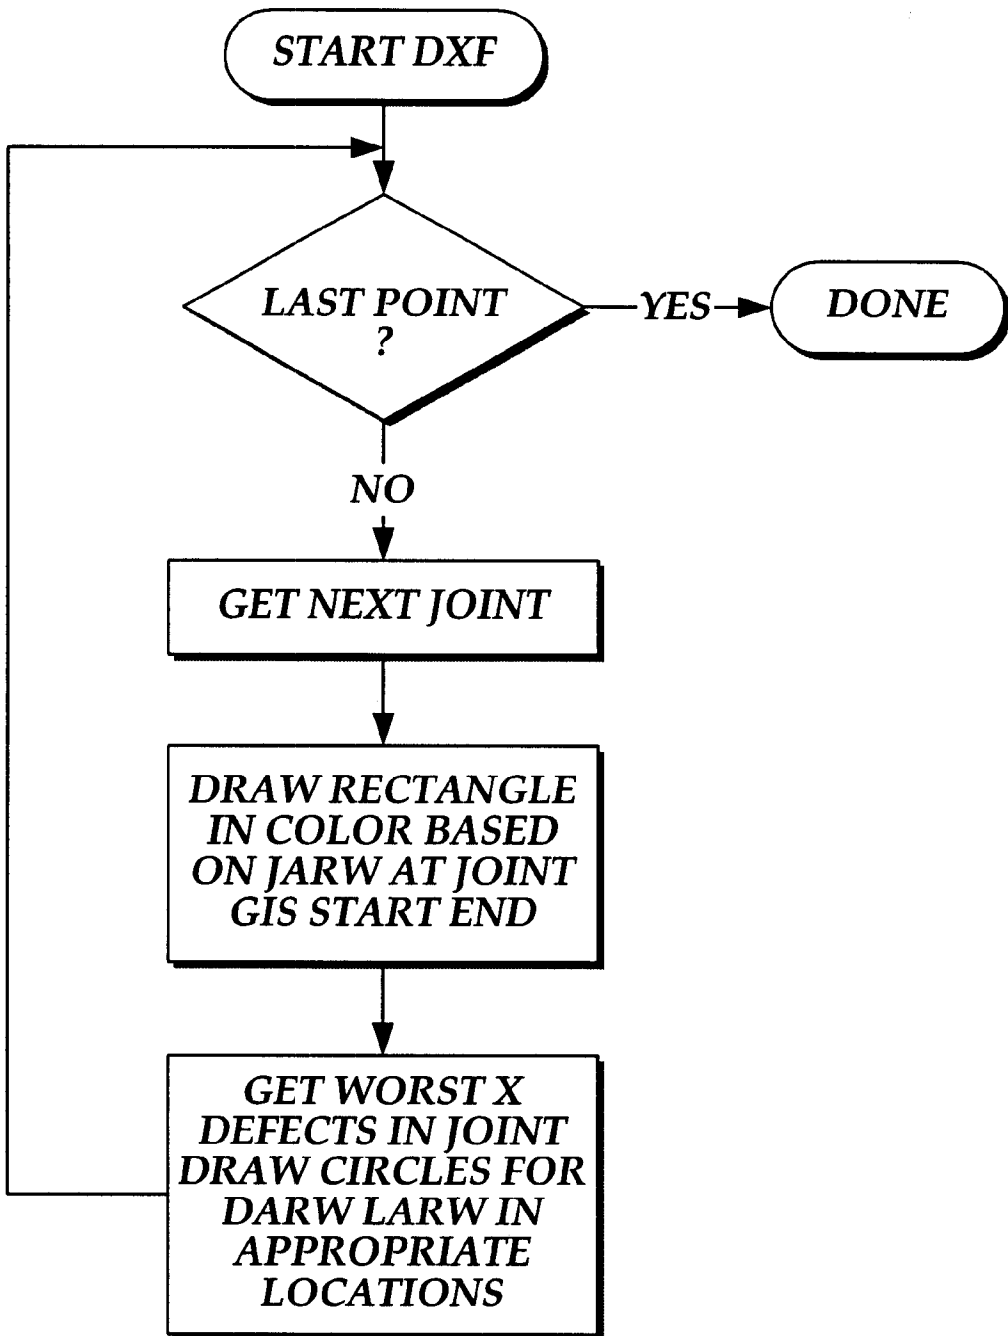 START DXF
LAST POINT
?
YES
DONE
NO
GET NEXT JOINT
DRAW RECTANGLE
IN COLOR BASED
ON JARW AT JOINT
GIS START END
GET WORST X
DEFECTS IN JOINT
DRAW CIRCLES FOR
DARW LARW IN
APPROPRIATE
LOCATIONS